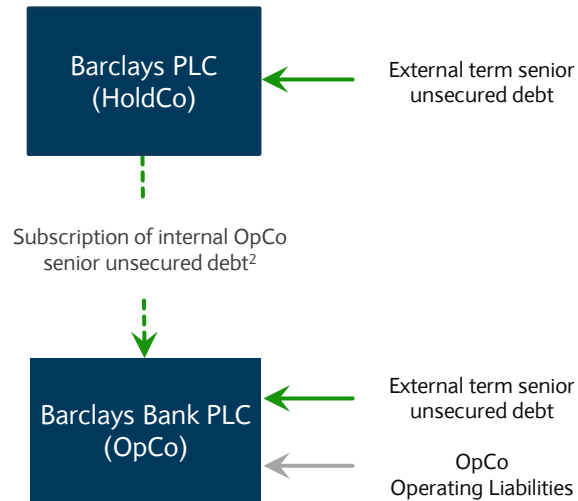 Barclays PLC
(HoldCo)
External term senior
unsecured debt
Subscription of internal OpCo
senior unsecured debt²
Barclays Bank PLC
(OpCo)
External term senior
unsecured debt
OpCo
Operating Liabilities